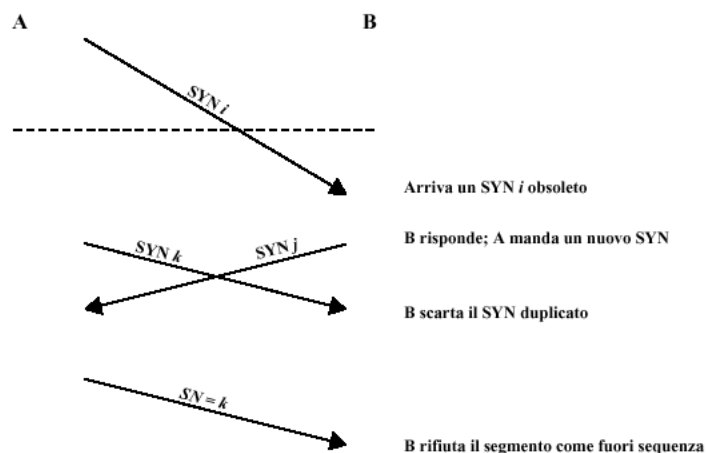 A B
SYN i
Arriva un SYN i obsoleto
SYN k SYN j B risponde; A manda un nuovo SYN
B scarta il SYN duplicato
SN = k
B rifiuta il segmento come fuori sequenza